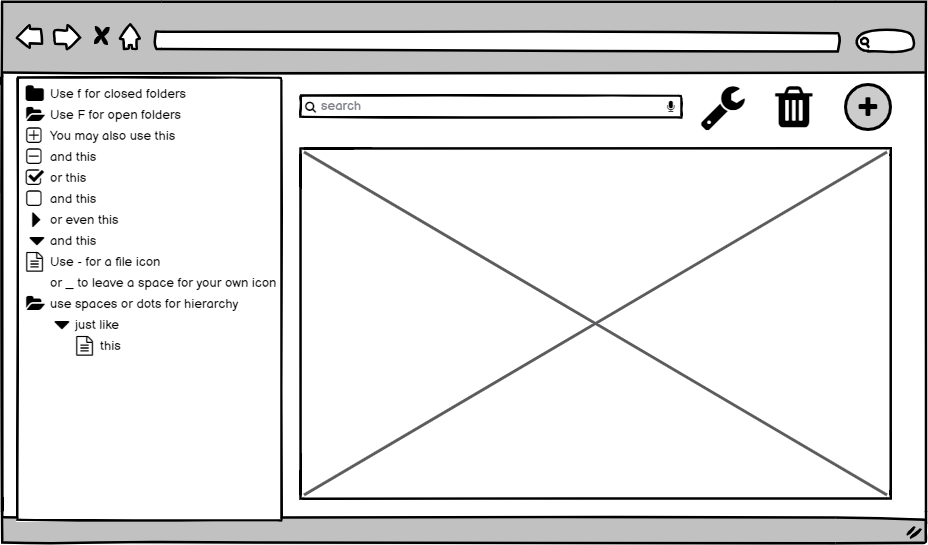 Use f for closed folders
Use F for open folders
You may also use this
and this
or this
and this
or even this
and this
Use - for a file icon
or _ to leave a space for your own icon
use spaces or dots for hierarchy
just like
this
search